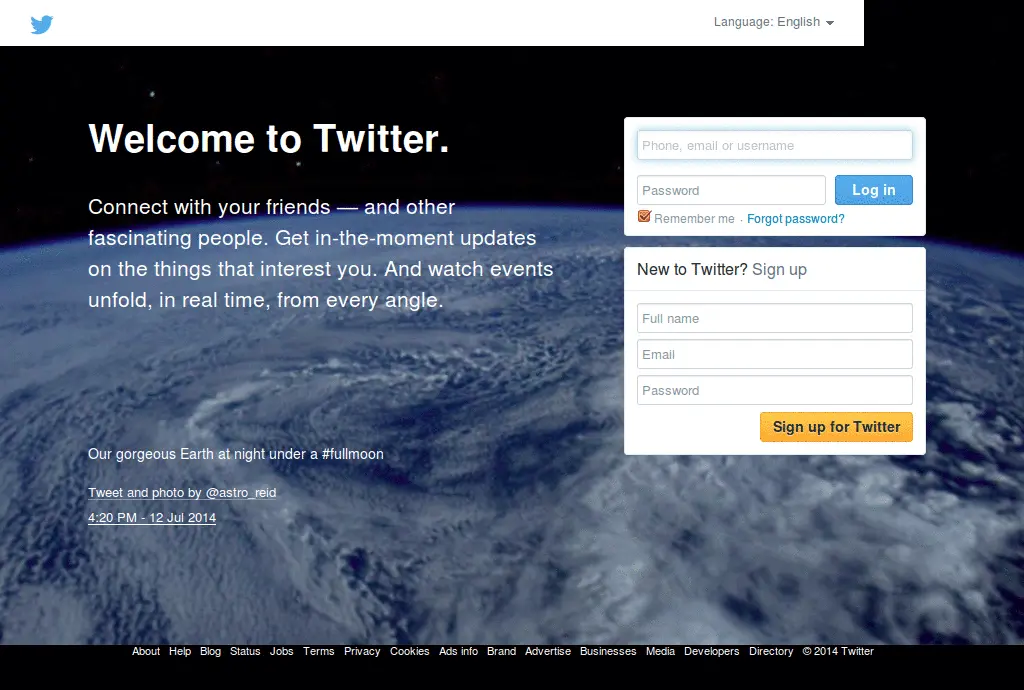 Language: English
Welcome to Twitter.
Connect with your friends — and other
fascinating people. Get in-the-moment updates
on the things that interest you. And watch events
unfold, in real time, from every angle.
Our gorgeous Earth at night under a #fullmoon
Tweet and photo by @astro_reid
4:20 PM - 12 Jul 2014
Phone, email or username
Password Log in
Remember me · Forgot password?
New to Twitter? Sign up
Full name
Email
Password
Sign up for Twitter
About Help Blog Status Jobs Terms Privacy Cookies Ads info Brand Advertise Businesses Media Developers Directory © 2014 Twitter